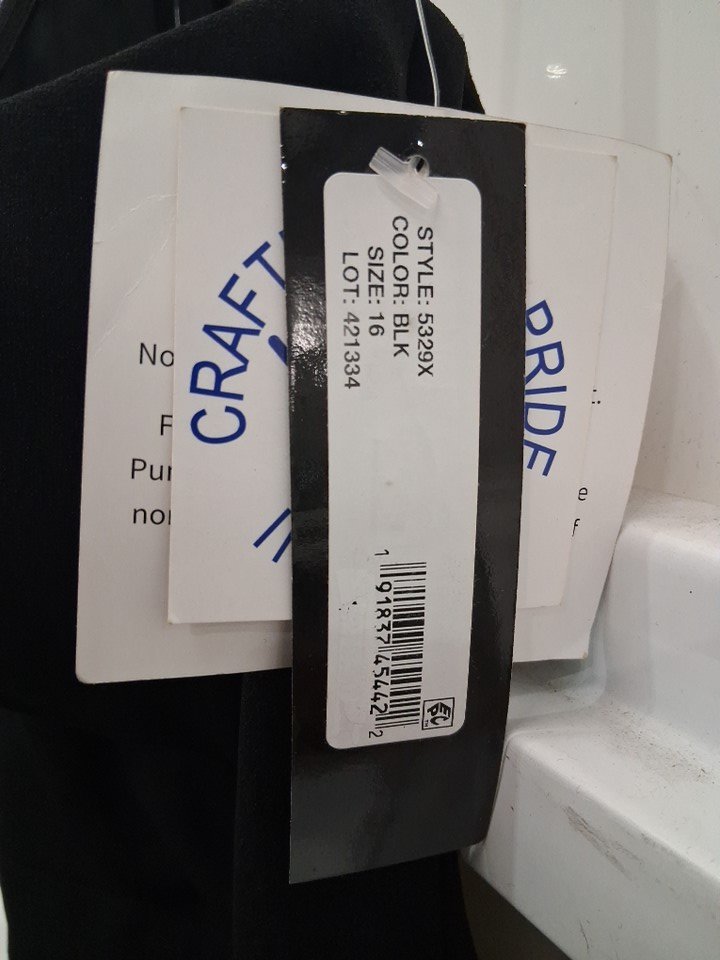 STYLE: 5329X
COLOR: BLK
SIZE: 16
LOT: 421334
1 91837 45442 2
CRAFT
PRIDE
No
F
Pur
nor
e
f